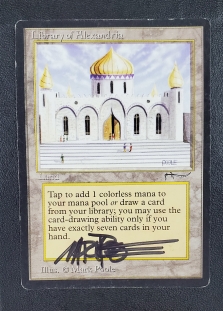 Library of Alexandria
Land
Tap to add 1 colorless mana to
your mana pool or draw a card
from your library; you may use the
card-drawing ability only if you
have exactly seven cards in your
hand.
Illus. © Mark Poole